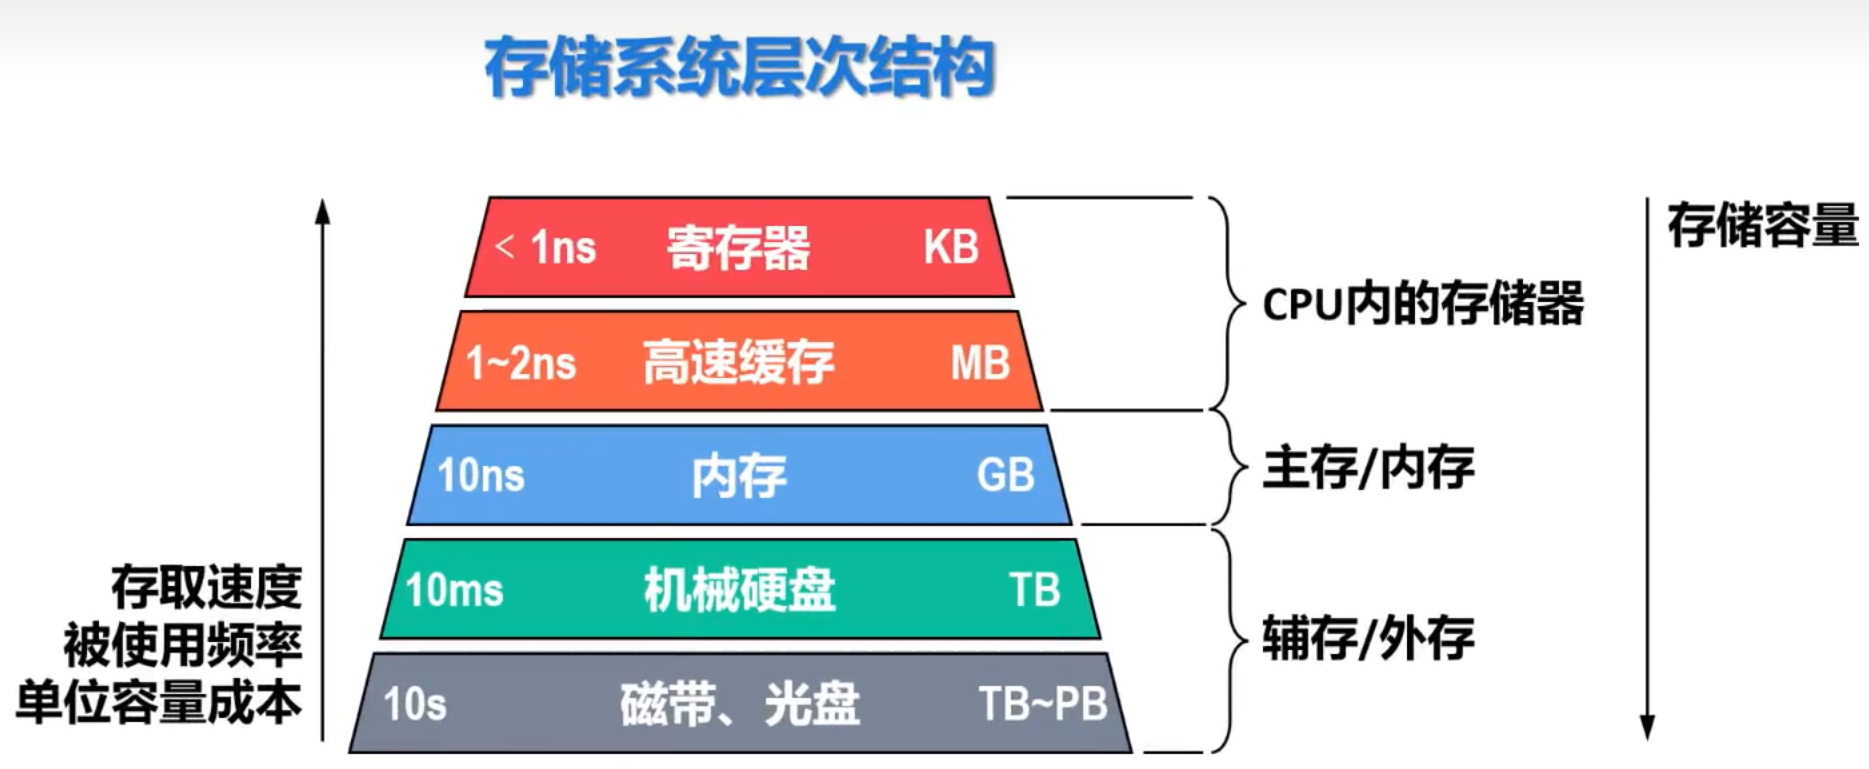 存储系统层次结构
< 1ns 寄存器 KB
1~2ns 高速缓存 MB
10ns 内存 GB
10ms 机械硬盘 TB
10s 磁带、光盘 TB~PB
存取速度
被使用频率
单位容量成本
CPU内的存储器
主存/内存
辅存/外存
存储容量